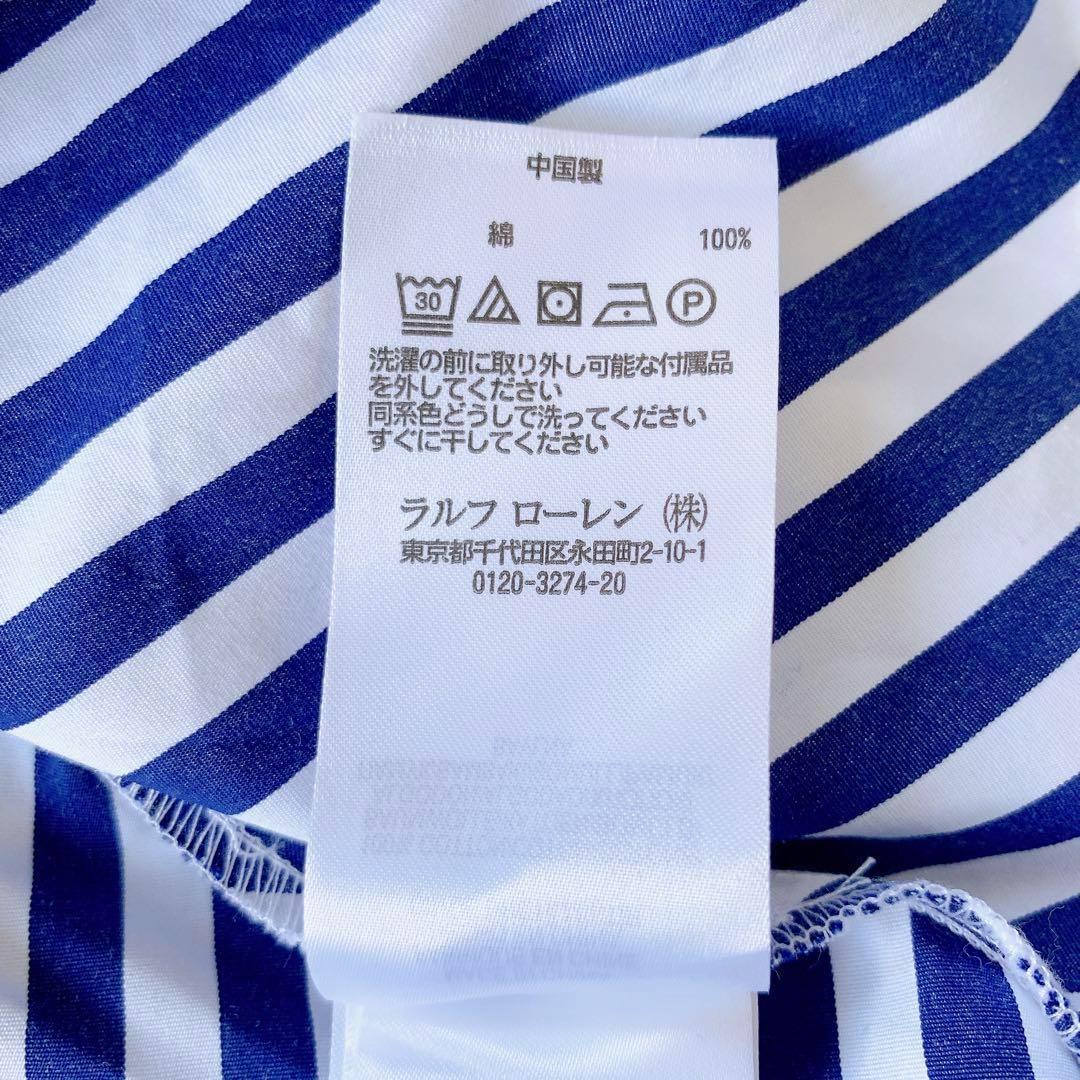 中国製
綿 100%
30 P
洗濯の前に取り外し可能な付属品
を外してください
同系色どうしで洗ってください
すぐに干してください
ラルフ ローレン (株)
東京都千代田区永田町2-10-1
0120-3274-20